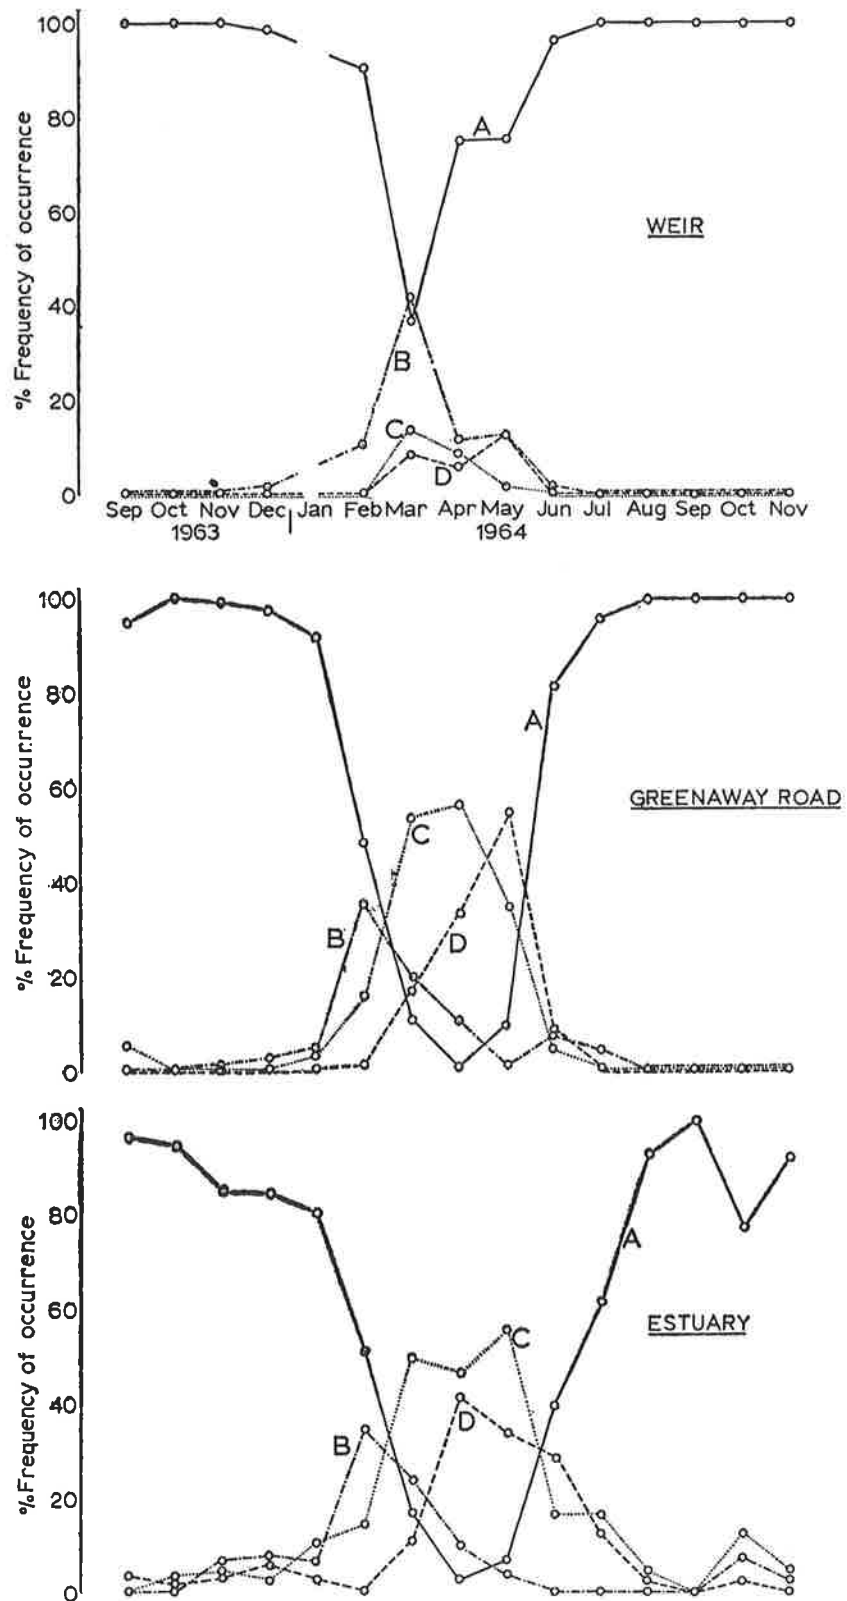 100
80
60
40
20
0
% Frequency of occurrence
A
B
C
D
WEIR
Sep Oct Nov Dec Jan Feb Mar Apr May Jun Jul Aug Sep Oct Nov
1963 1964
100
80
60
40
20
0
% Frequency of occurrence
A
C
B
D
GREENAWAY ROAD
100
80
60
40
20
0
% Frequency of occurrence
A
C
D
B
ESTUARY